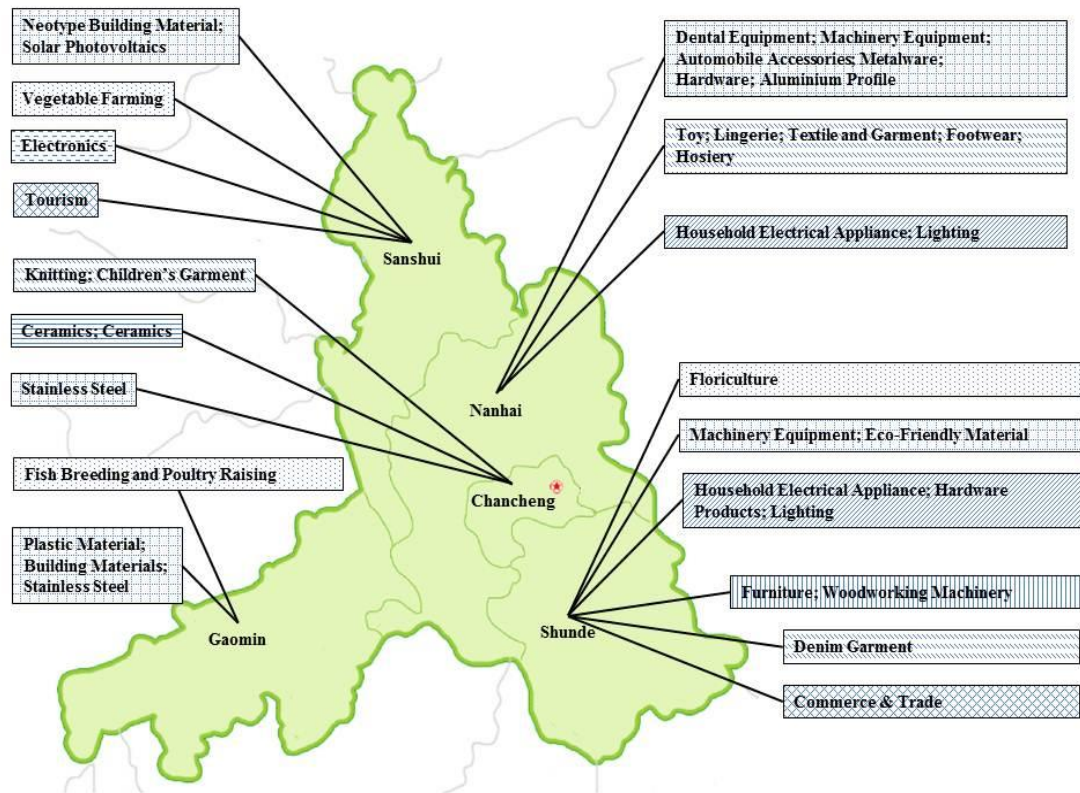 Neotype Building Material;
Solar Photovoltaics
Vegetable Farming
Electronics
Tourism
Knitting; Children's Garment
Ceramics; Ceramics
Stainless Steel
Fish Breeding and Poultry Raising
Plastic Material;
Building Materials;
Stainless Steel
Dental Equipment; Machinery Equipment;
Automobile Accessories; Metalware;
Hardware; Aluminium Profile
Toy; Lingerie; Textile and Garment; Footwear;
Hosiery
Household Electrical Appliance; Lighting
Floriculture
Machinery Equipment; Eco-Friendly Material
Household Electrical Appliance; Hardware
Products; Lighting
Furniture; Woodworking Machinery
Denim Garment
Commerce & Trade
Sanshui
Nanhai
Chancheng
Shunde
Gaomin